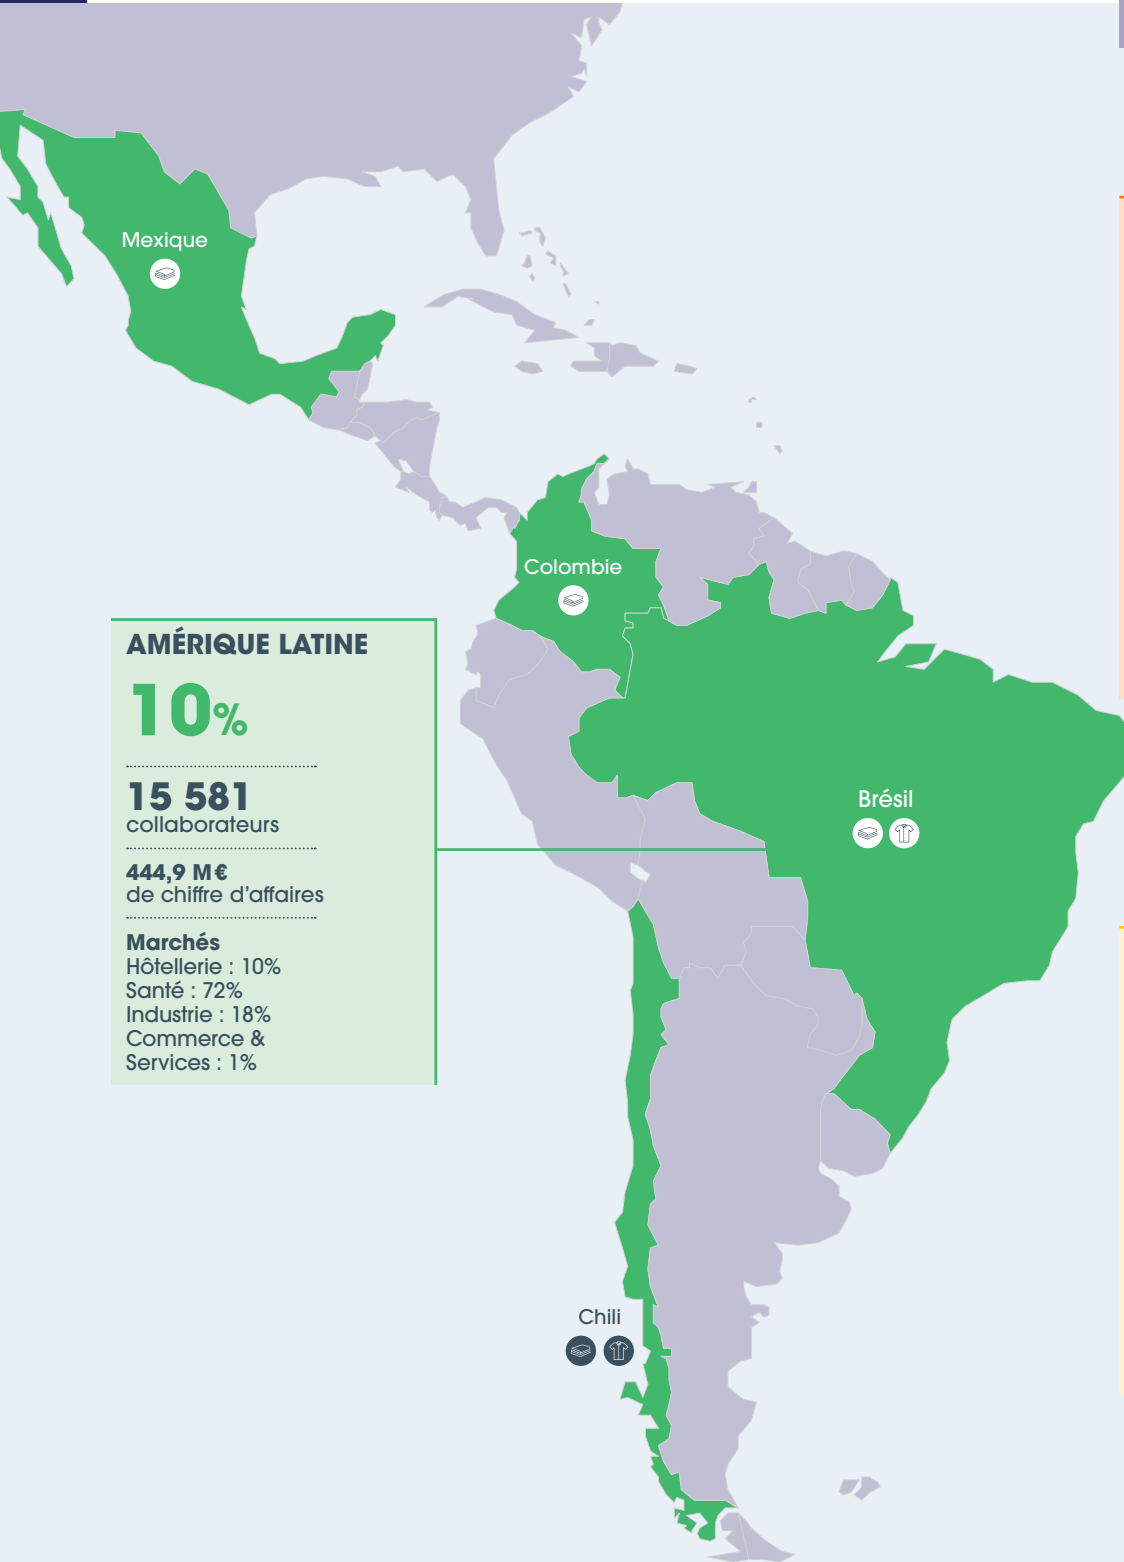 Mexique
Colombie
AMÉRIQUE LATINE
10%
15 581
collaborateurs
444,9 M€
de chiffre d'affaires
Marchés
Hôtellerie : 10%
Santé : 72%
Industrie : 18%
Commerce &
Services : 1%
Brésil
Chili